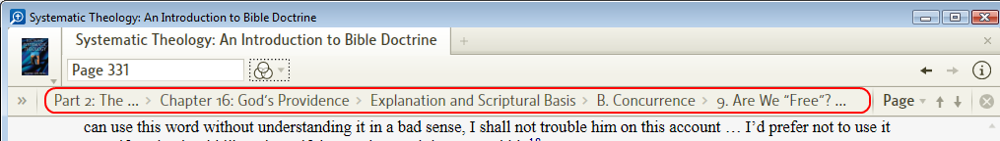 Systematic Theology: An Introduction to Bible Doctrine
Systematic Theology: An Introduction to Bible Doctrine
Page 331
Part 2: The ... > Chapter 16: God's Providence > Explanation and Scriptural Basis > B. Concurrence > 9. Are We “Free”? ... Page
can use this word without understanding it in a bad sense, I shall not trouble him on this account … I’d prefer not to use it